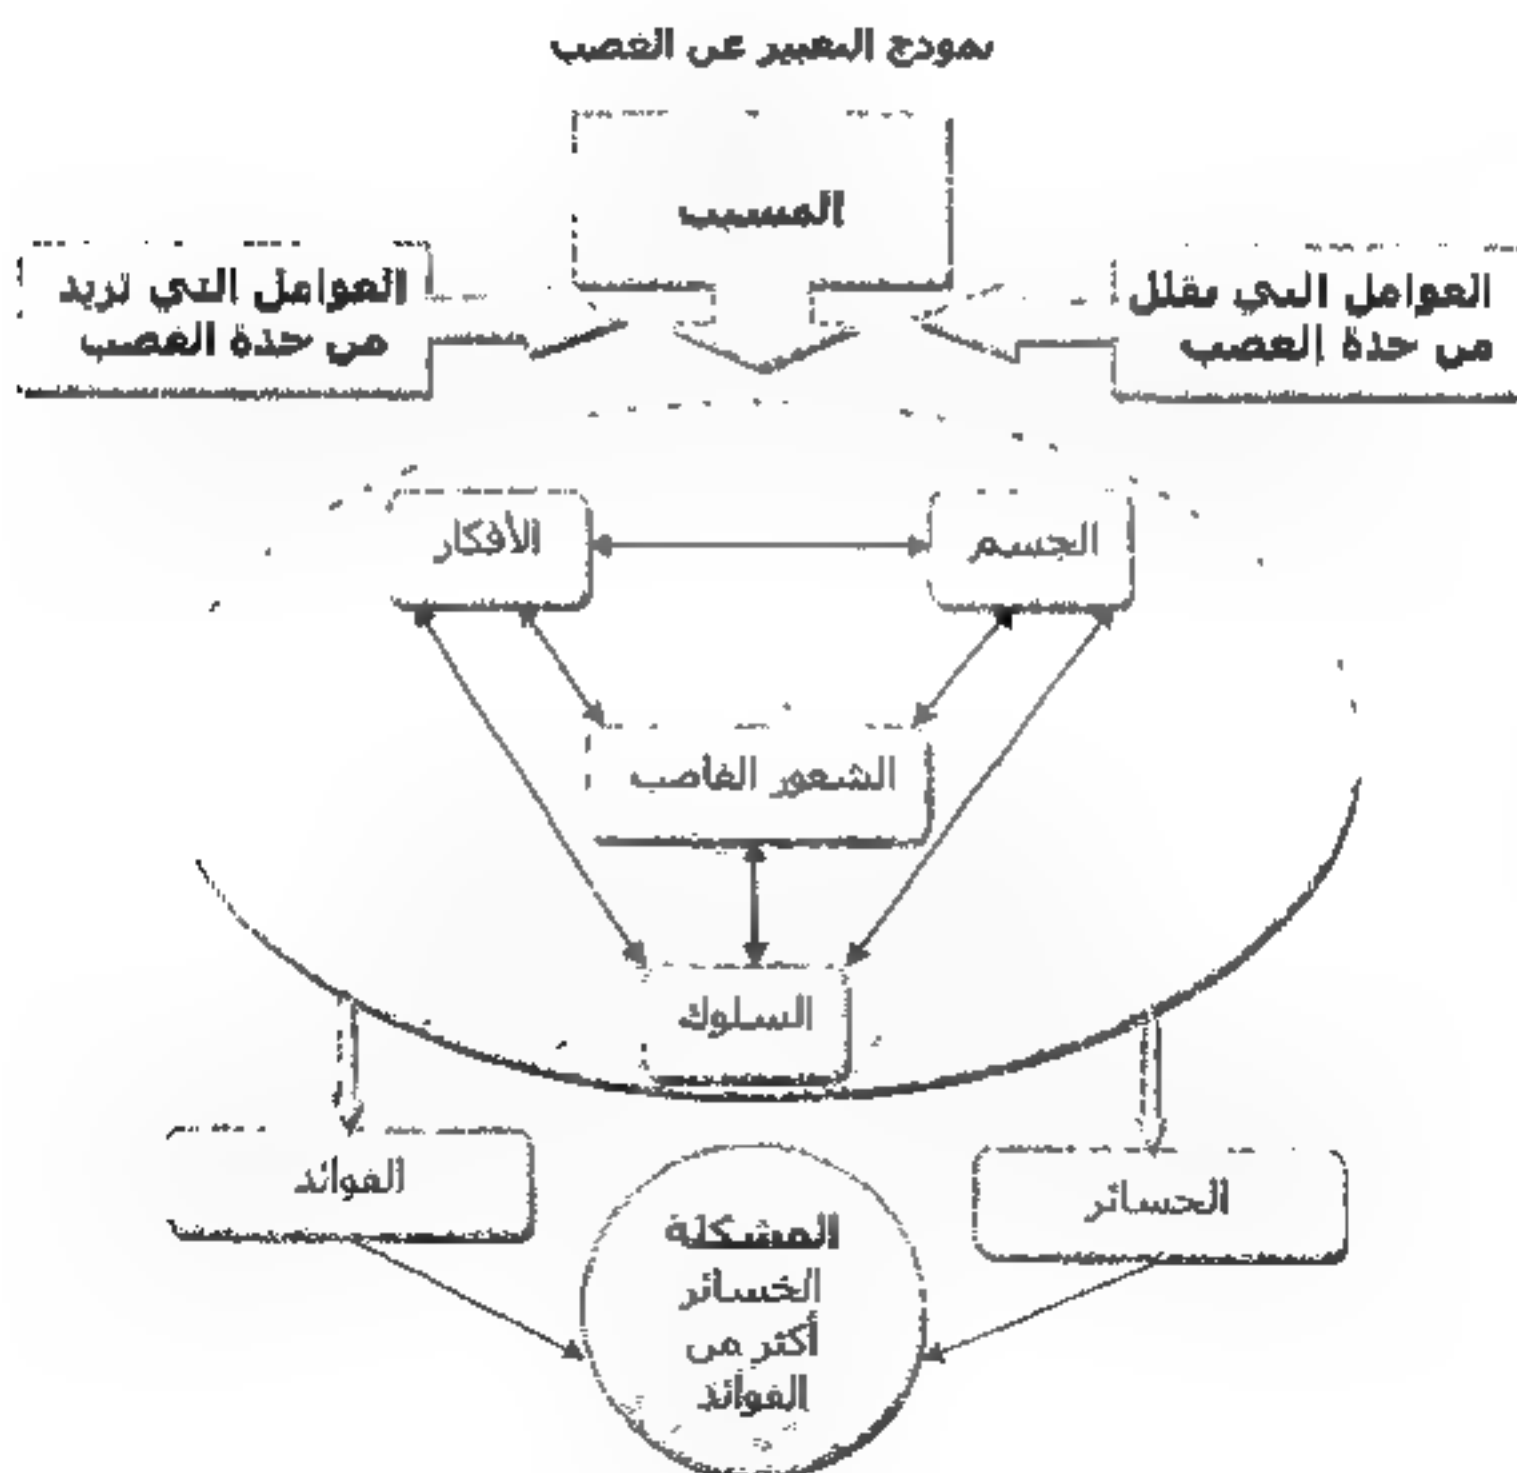 نموذج التعبير عن الغضب
المسبب
العوامل التي تقلل
من حدة الغضب
العوامل التي تزيد
من حدة الغضب
الجسم
الأفكار
الشعور الغاضب
السلوك
الخسائر
الفوائد
المشكلة
الخسائر
أكثر من
الفوائد